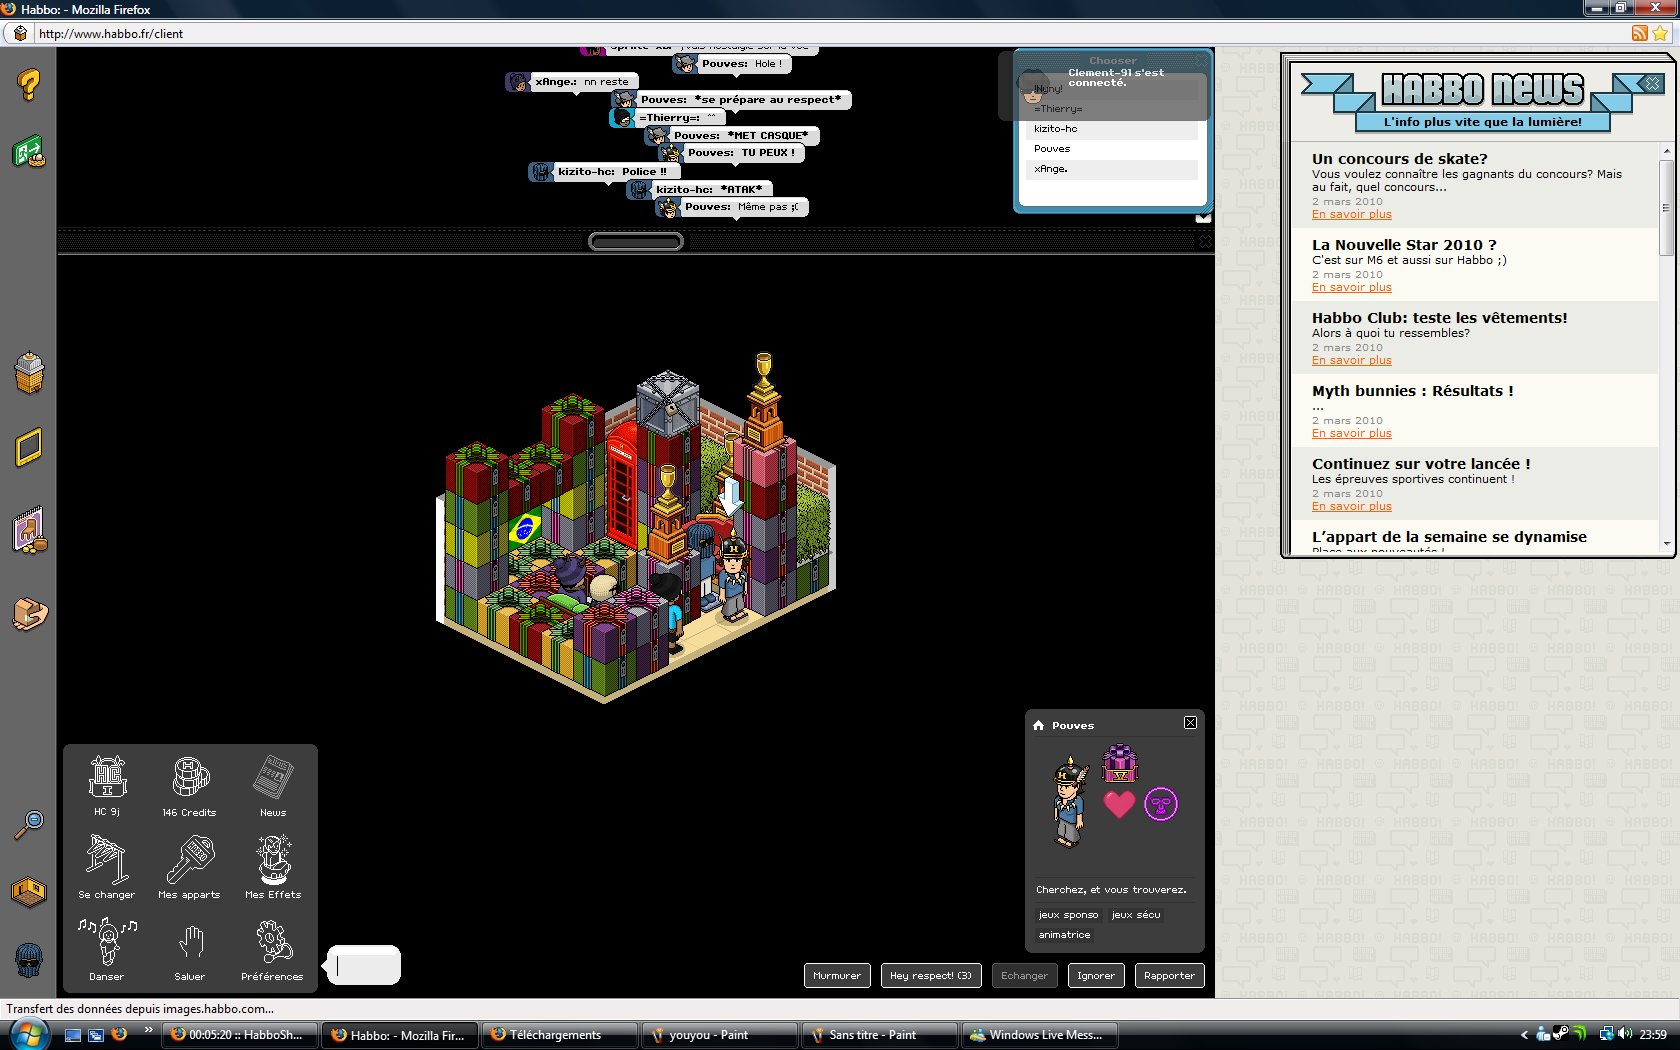 Habbo: - Mozilla Firefox
http://www.habbo.fr/client
Pouves: Hole !
xAnge.: nn reste
Pouves: *se prépare au respect*
=Thierry=: ^^
Pouves: *MET CASQUE*
Pouves: TU PEUX !
kizito-hc: Police !!
kizito-hc: *ATAK*
Pouves: Même pas ;(
Chooser
Clement-91 s'est
connecté.
=Thierry=
kizito-hc
Pouves
xAnge.
HABBO NEWS
L'info plus vite que la lumière!
Un concours de skate?
Vous voulez connaître les gagnants du concours? Mais
au fait, quel concours...
2 mars 2010
En savoir plus
La Nouvelle Star 2010 ?
C'est sur M6 et aussi sur Habbo ;)
2 mars 2010
En savoir plus
Habbo Club: teste les vêtements!
Alors à quoi tu ressembles?
2 mars 2010
En savoir plus
Myth bunnies : Résultats !
...
2 mars 2010
En savoir plus
Continuez sur votre lancée !
Les épreuves sportives continuent !
2 mars 2010
En savoir plus
L'appart de la semaine se dynamise
Place aux nouveautés !
HC 9j
146 Credits
News
Se changer
Mes apparts
Mes Effets
Danser
Saluer
Préférences
Pouves
Cherchez, et vous trouverez.
jeux sponso
jeux sécu
animatrice
Murmurer
Hey respect! (3)
Echanger
Ignorer
Rapporter
Transfert des données depuis images.habbo.com...
00:05:20 :: HabboSh...
Habbo: - Mozilla Fir...
Téléchargements
youyou - Paint
Sans titre - Paint
Windows Live Mess...
23:59